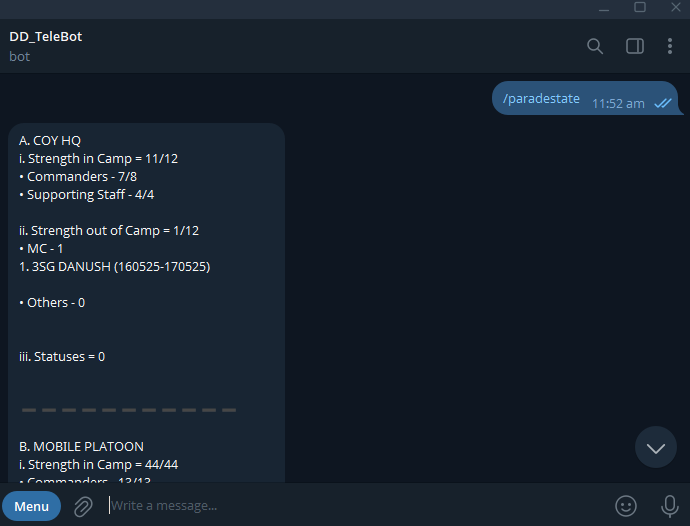 DD_TeleBot
bot
/paradestate 11:52 am
A. COY HQ
i. Strength in Camp = 11/12
• Commanders - 7/8
• Supporting Staff - 4/4
ii. Strength out of Camp = 1/12
• MC - 1
1. 3SG DANUSH (160525-170525)
• Others - 0
iii. Statuses = 0
B. MOBILE PLATOON
i. Strength in Camp = 44/44
• Commanders - 13/13
Menu
Write a message...